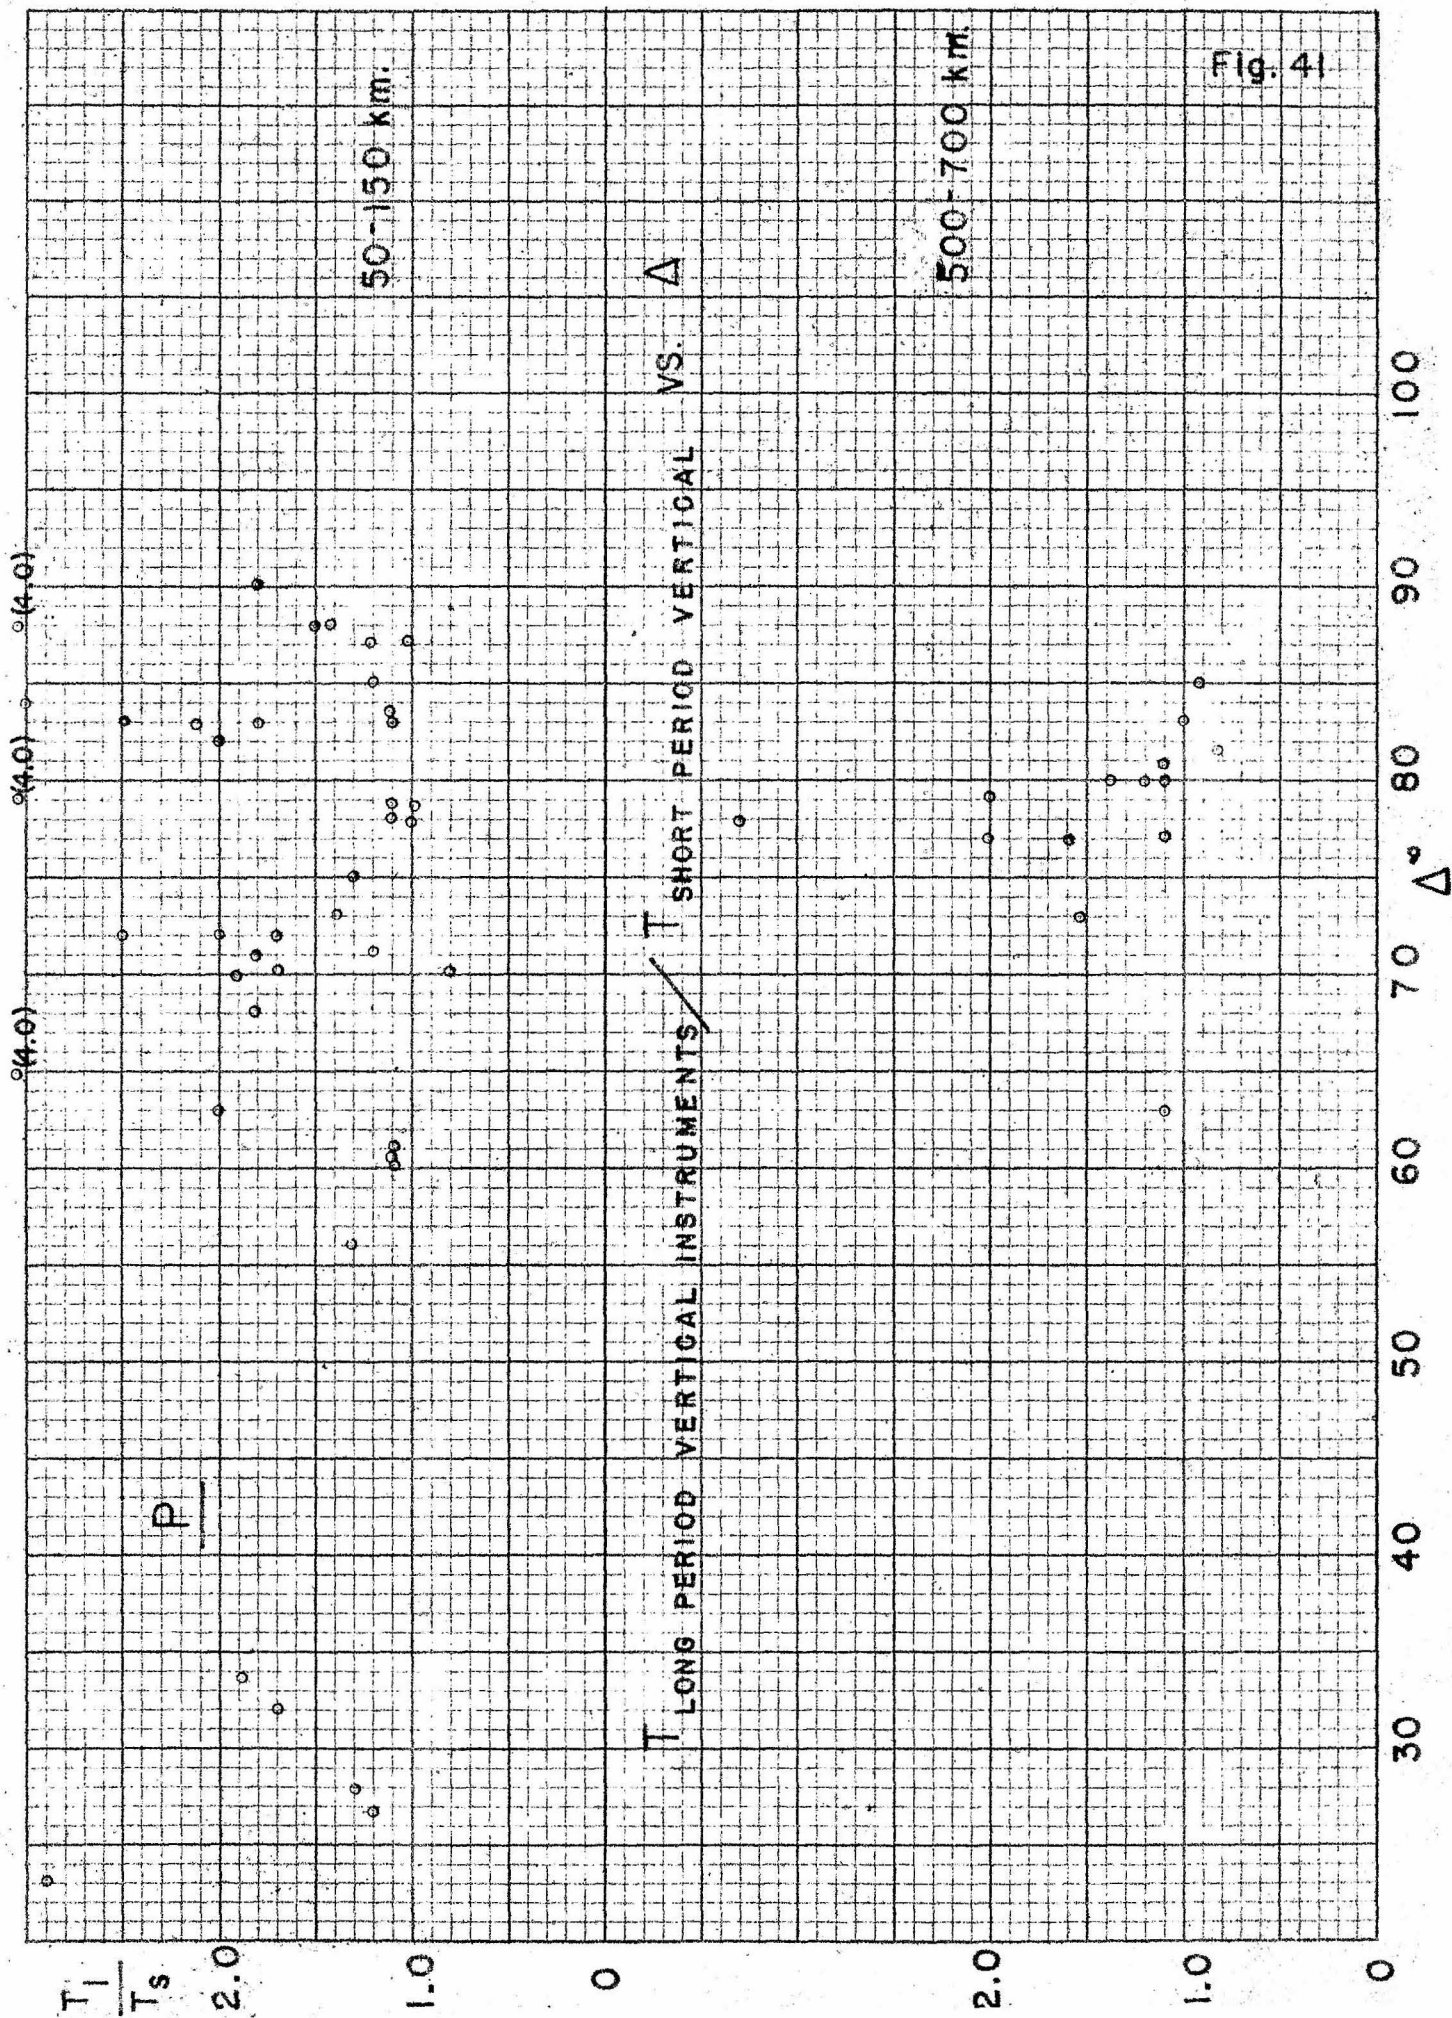 Fig. 41
P
50-150 km.
T LONG PERIOD VERTICAL INSTRUMENTS / T SHORT PERIOD VERTICAL VS. Δ
500-700 km.
T l
T s
2.0
1.0
0
2.0
1.0
0
(4.0)
(4.0)
(4.0)
30 40 50 60 70 80 90 100
Δ°